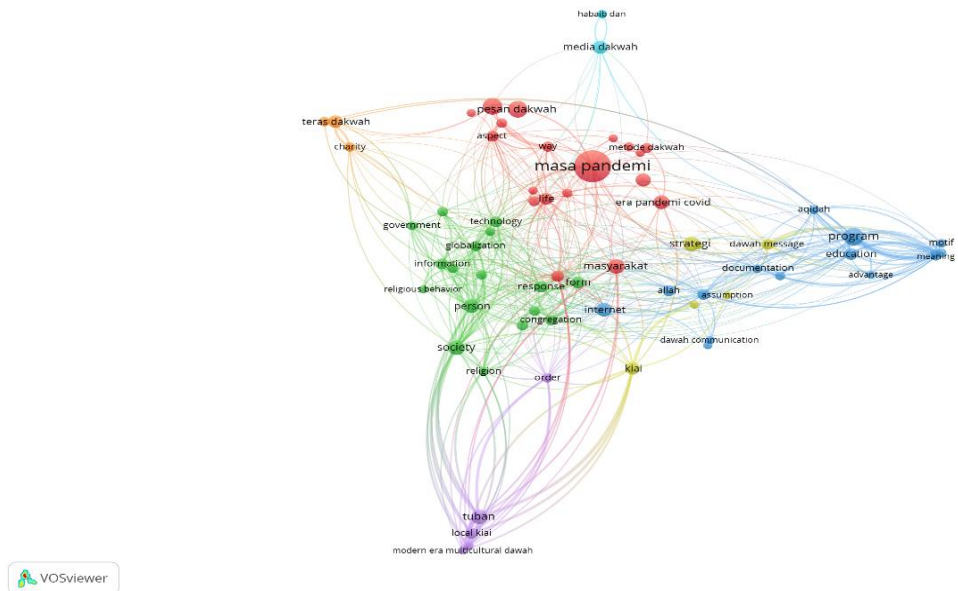 habaib dan
media dakwah
teras dakwah
pesan dakwah
charity
aspect
way
metode dakwah
masa pandemi
life
era pandemi covid
aqidah
government
technology
globalization
strategi
dawah message
program
motif
education
meaning
information
masyarakat
documentation
advantage
religious behavior
response
form
allah
assumption
person
internet
congregation
society
dawah communication
religion
order
kiai
tuban
local kiai
modern era multicultural dawah
VOSviewer